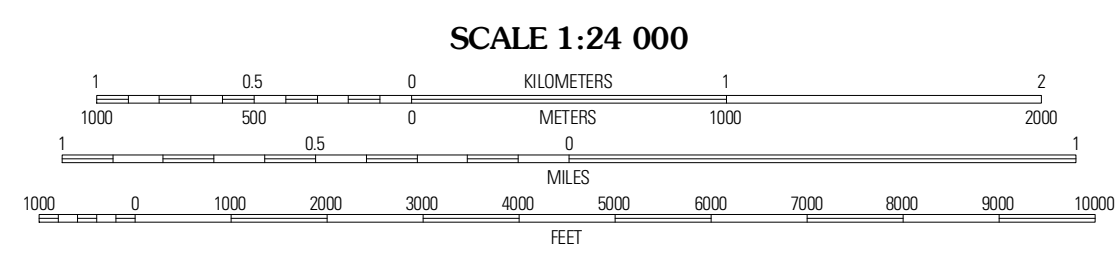 SCALE 1:24 000
1 0.5 0 KILOMETERS 1 2
1000 500 0 METERS 1000 2000
1 0.5 0 1
MILES
1000 0 1000 2000 3000 4000 5000 6000 7000 8000 9000 10000
FEET